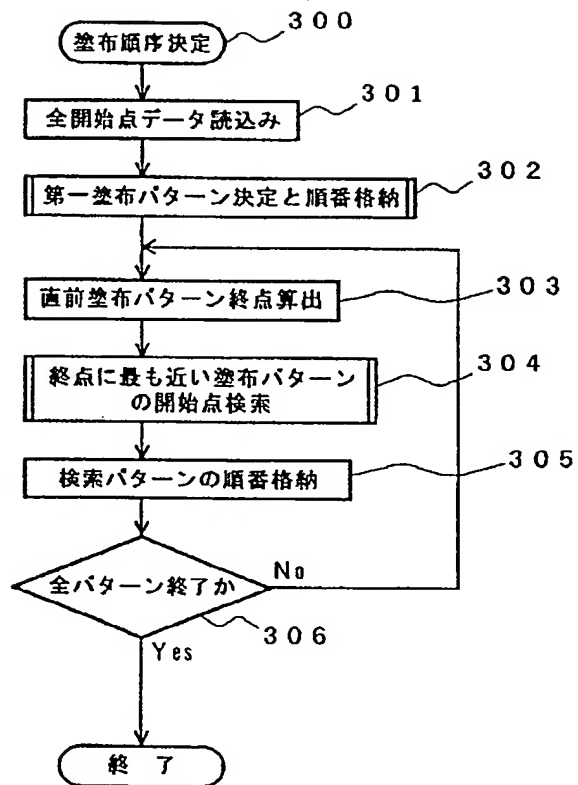 塗布順序決定
300
全開始点データ読込み
301
第一塗布パターン決定と順番格納
302
直前塗布パターン終点算出
303
終点に最も近い塗布パターン
の開始点検索
304
検索パターンの順番格納
305
全パターン終了か
No
306
Yes
終了